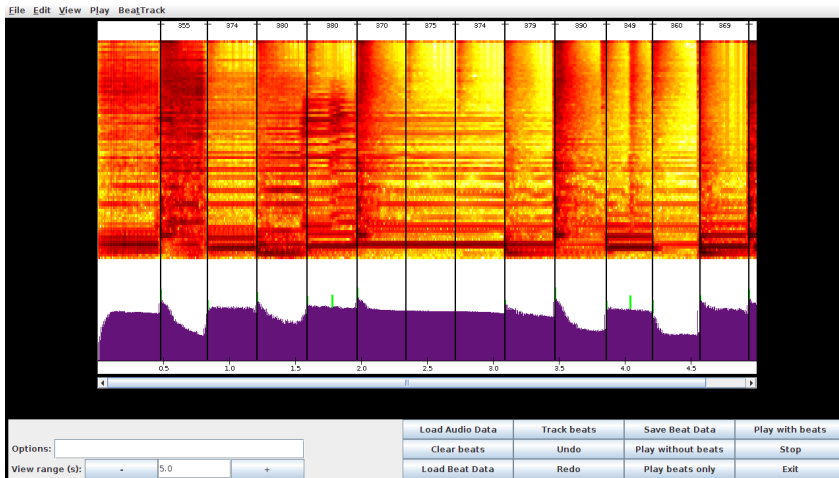 File Edit View Play BeatTrack
355 374 380 380 370 375 374 379 390 349 360 369
0.5 1.0 1.5 2.0 2.5 3.0 3.5 4.0 4.5
Load Audio Data Track beats Save Beat Data Play with beats
Options: Clear beats Undo Play without beats Stop
View range (s): - 5.0 + Load Beat Data Redo Play beats only Exit